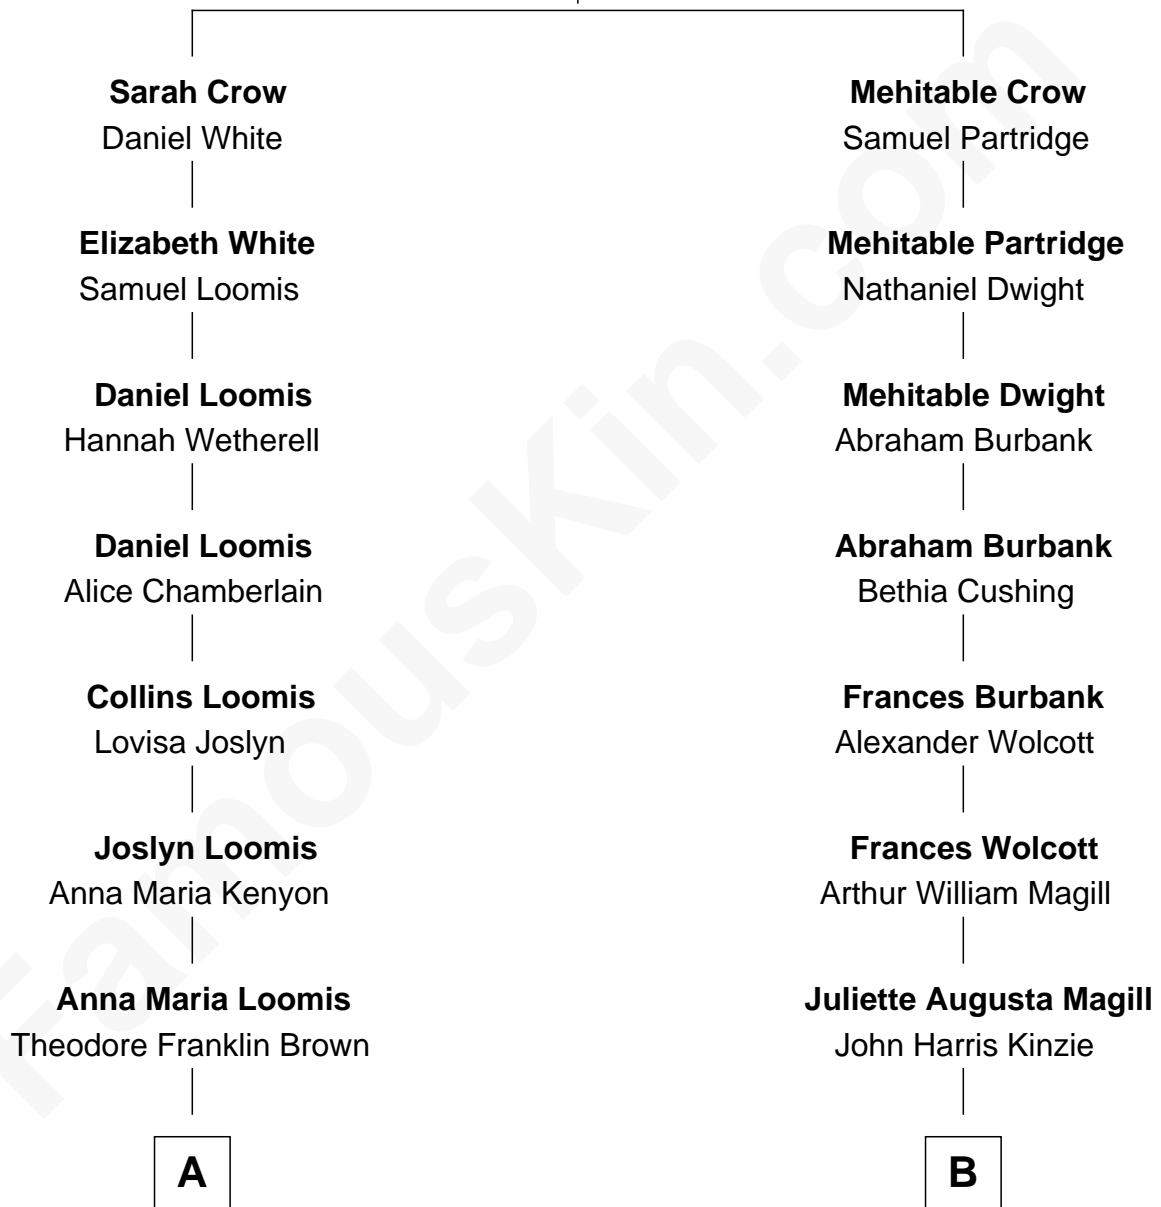 Sarah Crow
Daniel White
Elizabeth White
Samuel Loomis
Daniel Loomis
Hannah Wetherell
Daniel Loomis
Alice Chamberlain
Collins Loomis
Lovisa Joslyn
Joslyn Loomis
Anna Maria Kenyon
Anna Maria Loomis
Theodore Franklin Brown
A
Mehitable Crow
Samuel Partridge
Mehitable Partridge
Nathaniel Dwight
Mehitable Dwight
Abraham Burbank
Abraham Burbank
Bethia Cushing
Frances Burbank
Alexander Wolcott
Frances Wolcott
Arthur William Magill
Juliette Augusta Magill
John Harris Kinzie
B
FamousKin.com